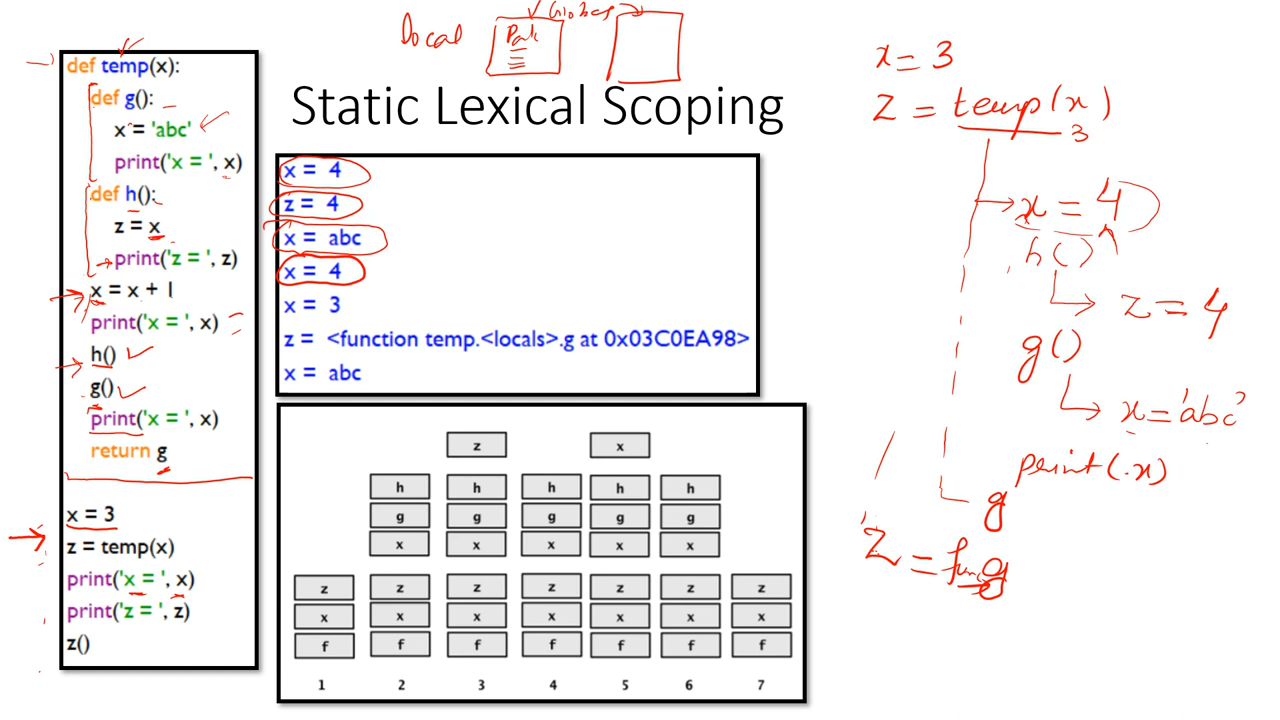 local
Global
Static Lexical Scoping
def temp(x):
def g():
x = 'abc'
print('x = ', x)
def h():
z = x
print('z = ', z)
x = x + 1
print('x = ', x)
h()
g()
print('x = ', x)
return g
x = 3
z = temp(x)
print('x = ', x)
print('z = ', z)
z()
x = 4
z = 4
x = abc
x = 4
x = 3
z = <function temp.<locals>.g at 0x03C0EA98>
x = abc
z x
h h h h h
g g g g g
x x x x x
z z z z z z z
x x x x x x x
f f f f f f f
1 2 3 4 5 6 7
x = 3
z = temp(x)
3
x = 4
h()
z = 4
g()
x = 'abc'
print(.x)
g
z = func g